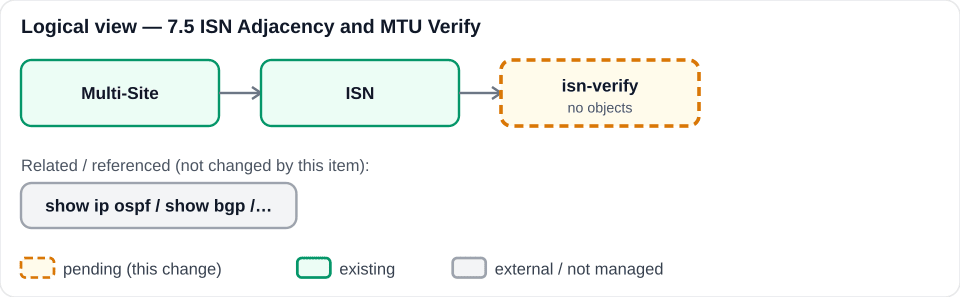 Logical view — 7.5 ISN Adjacency and MTU Verify
Multi-Site
ISN
isn-verify
no objects
Related / referenced (not changed by this item):
show ip ospf / show bgp /…
pending (this change)
existing
external / not managed